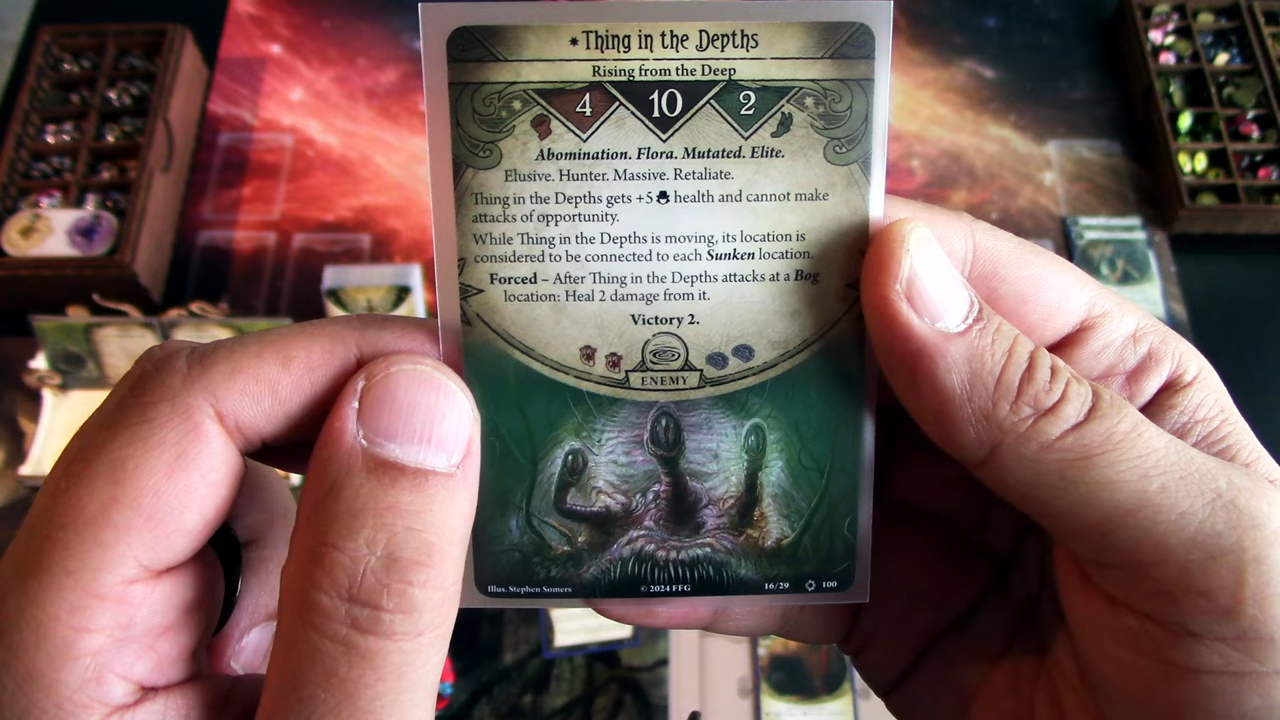 Thing in the Depths
Rising from the Deep
4 10 2
Abomination. Flora. Mutated. Elite.
Elusive. Hunter. Massive. Retaliate.
Thing in the Depths gets +5 health and cannot make
attacks of opportunity.
While Thing in the Depths is moving, its location is
considered to be connected to each Sunken location.
Forced – After Thing in the Depths attacks at a Bog
location: Heal 2 damage from it.
Victory 2.
ENEMY
Illus. Stephen Somers © 2024 FFG 16/29 100